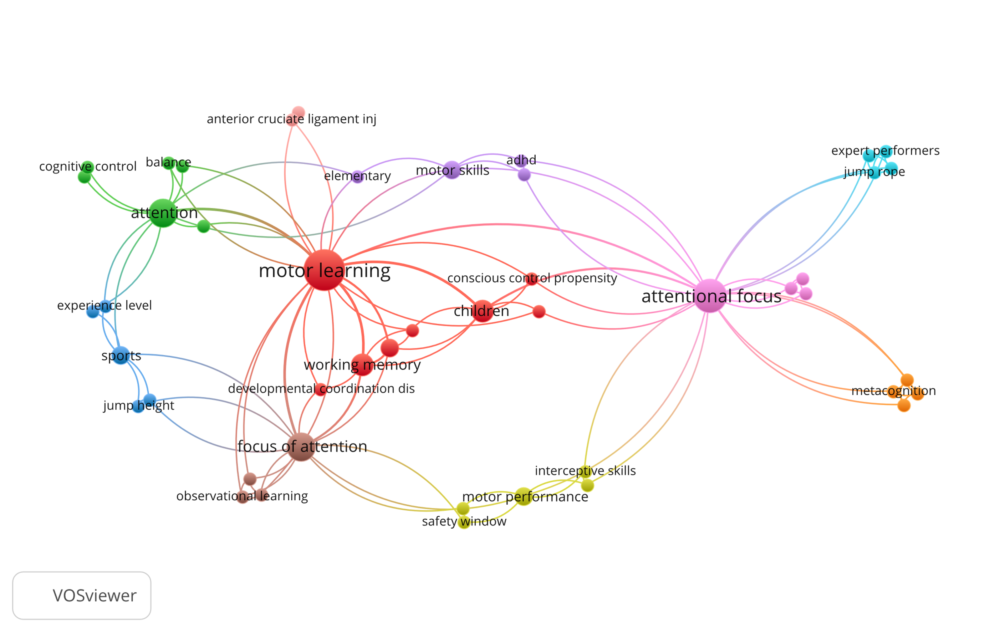 anterior cruciate ligament inj
expert performers
adhd
balance
cognitive control
motor skills
jump rope
elementary
attention
motor learning
conscious control propensity
attentional focus
experience level
children
sports
working memory
developmental coordination dis
metacognition
jump height
focus of attention
interceptive skills
observational learning
motor performance
safety window
VOSviewer